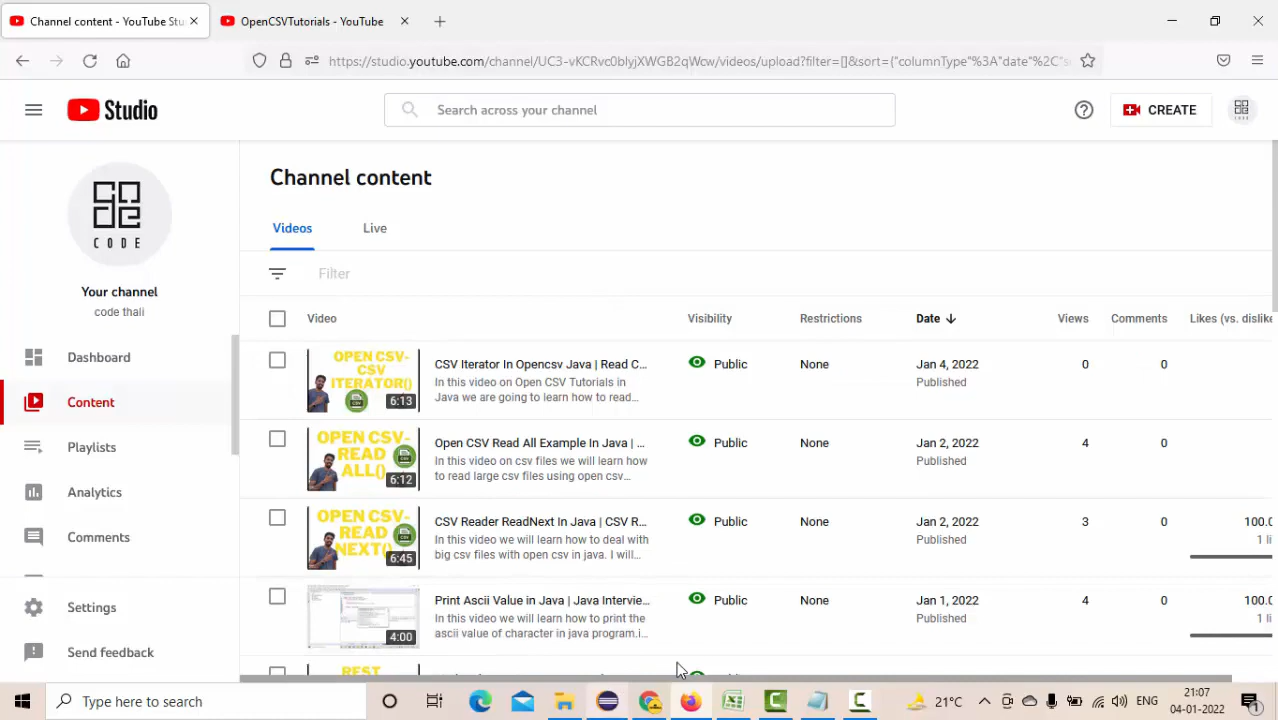 Channel content - YouTube Stu
OpenCSVTutorials - YouTube
https://studio.youtube.com/channel/UC3-vKCRvc0blyjXWGB2qWcw/videos/upload?filter=[]&sort={"columnType"%3A"date"%2C"s
Studio
Search across your channel
CREATE
CODE
Your channel
code thali
Dashboard
Content
Playlists
Analytics
Comments
Settings
Send feedback
Channel content
Videos Live
Filter
Video Visibility Restrictions Date Views Comments Likes (vs. dislike
OPEN CSV-
CSV
ITERATOR()
6:13
CSV Iterator In Opencsv Java | Read C...
In this video on Open CSV Tutorials in
Java we are going to learn how to read...
Public None Jan 4, 2022 0 0
Published
OPEN CSV-
READ
ALL()
6:12
Open CSV Read All Example In Java | ...
In this video on csv files we will learn how
to read large csv files using open csv...
Public None Jan 2, 2022 4 0
Published
OPEN CSV-
READ
NEXT()
6:45
CSV Reader ReadNext In Java | CSV R...
In this video we will learn how to deal with
big csv files with open csv in java. I will...
Public None Jan 2, 2022 3 0 100.
Published 1 li
4:00
Print Ascii Value in Java | Java Intervie...
In this video we will learn how to print the
ascii value of character in java program.i...
Public None Jan 1, 2022 4 0 100.
Published 1 li
REST
Type here to search
21°C
ENG
21:07
04-01-2022
1